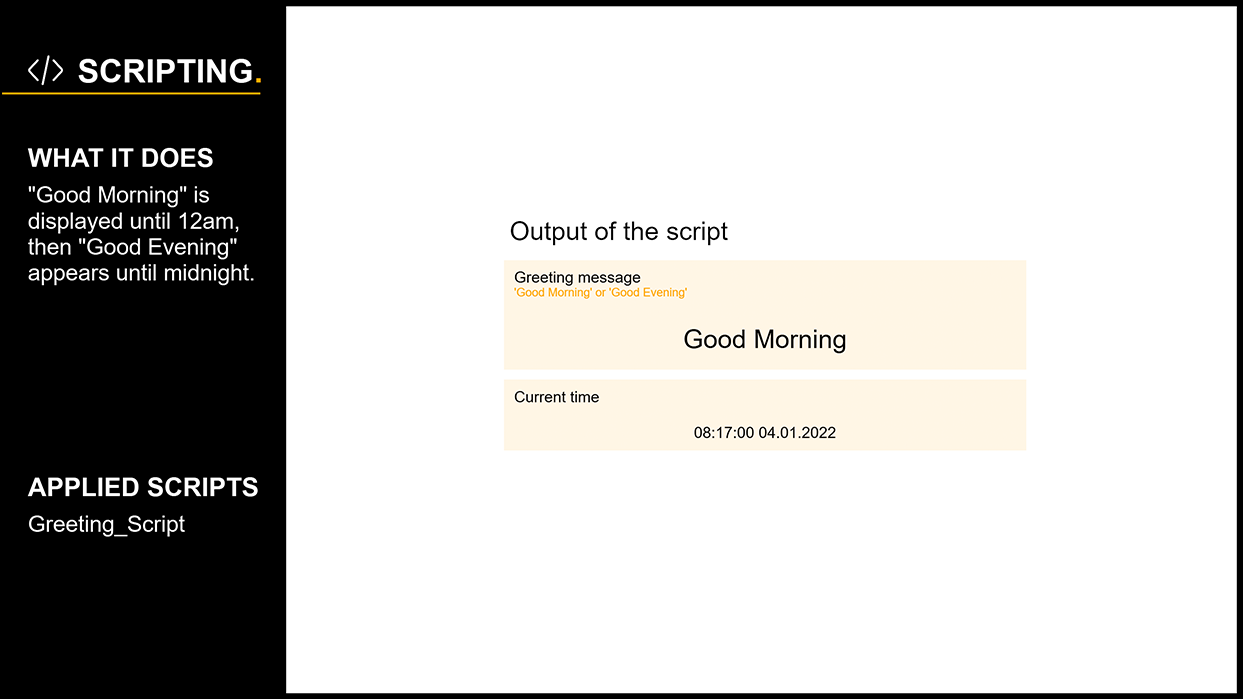 </> SCRIPTING.
WHAT IT DOES
"Good Morning" is
displayed until 12am,
then "Good Evening"
appears until midnight.
APPLIED SCRIPTS
Greeting_Script
Output of the script
Greeting message
'Good Morning' or 'Good Evening'
Good Morning
Current time
08:17:00 04.01.2022